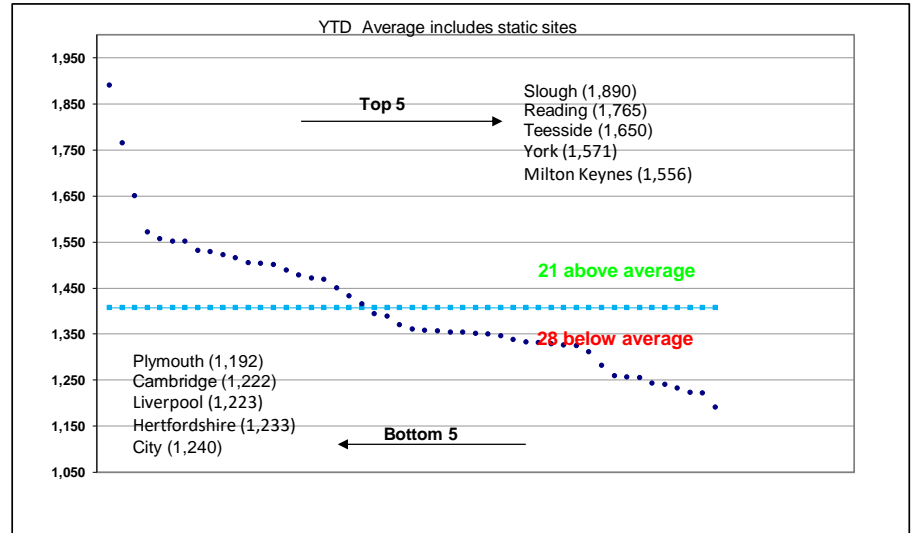 YTD Average includes static sites
1,950
1,850
1,750
1,650
1,550
1,450
1,350
1,250
1,150
1,050
Top 5
Slough (1,890)
Reading (1,765)
Teesside (1,650)
York (1,571)
Milton Keynes (1,556)
21 above average
28 below average
Plymouth (1,192)
Cambridge (1,222)
Liverpool (1,223)
Hertfordshire (1,233)
City (1,240)
Bottom 5